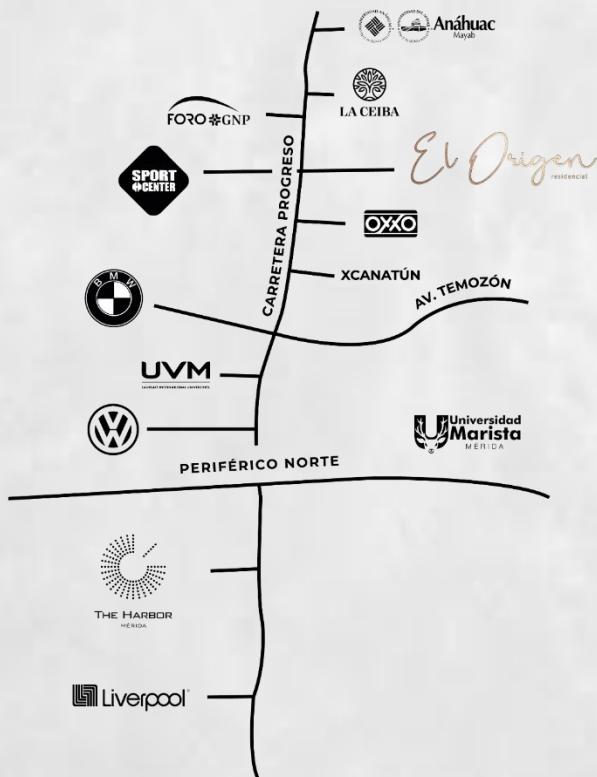 Anáhuac
Mayab
LA CEIBA
FORO GNP
El Origen
residencial
SPORT
CENTER
CARRETERA PROGRESO
OXXO
XCANATÚN
AV. TEMOZÓN
BMW
UVM
Universidad
Marista
MÉRIDA
PERIFÉRICO NORTE
THE HARBOR
MÉRIDA
Liverpool